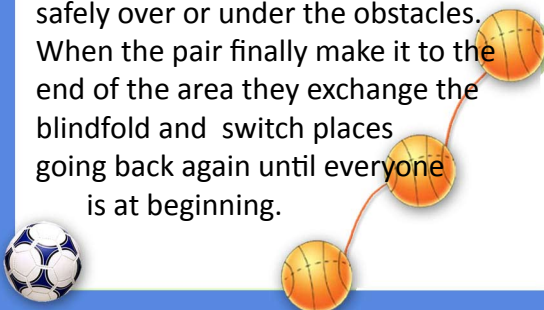 safely over or under the obstacles.
When the pair finally make it to the
end of the area they exchange the
blindfold and  switch places
going back again until everyone
is at beginning.